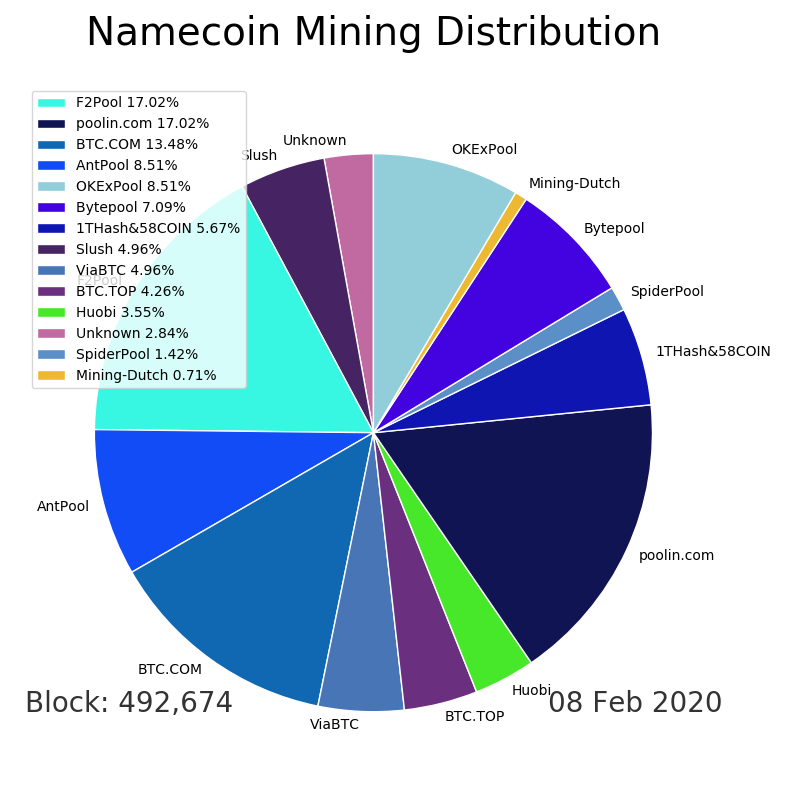 Namecoin Mining Distribution
F2Pool 17.02%
poolin.com 17.02%
BTC.COM 13.48%
AntPool 8.51%
OKExPool 8.51%
Bytepool 7.09%
1THash&58COIN 5.67%
Slush 4.96%
ViaBTC 4.96%
BTC.TOP 4.26%
Huobi 3.55%
Unknown 2.84%
SpiderPool 1.42%
Mining-Dutch 0.71%
Unknown
Slush
OKExPool
Mining-Dutch
Bytepool
F2Pool
SpiderPool
1THash&58COIN
AntPool
poolin.com
BTC.COM
Huobi
BTC.TOP
ViaBTC
Block: 492,674
08 Feb 2020